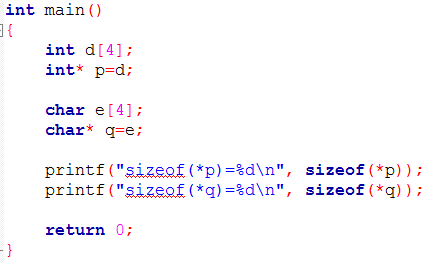 int main()
{
    int d[4];
    int* p=d;

    char e[4];
    char* q=e;

    printf("sizeof(*p)=%d\n", sizeof(*p));
    printf("sizeof(*q)=%d\n", sizeof(*q));

    return 0;
}